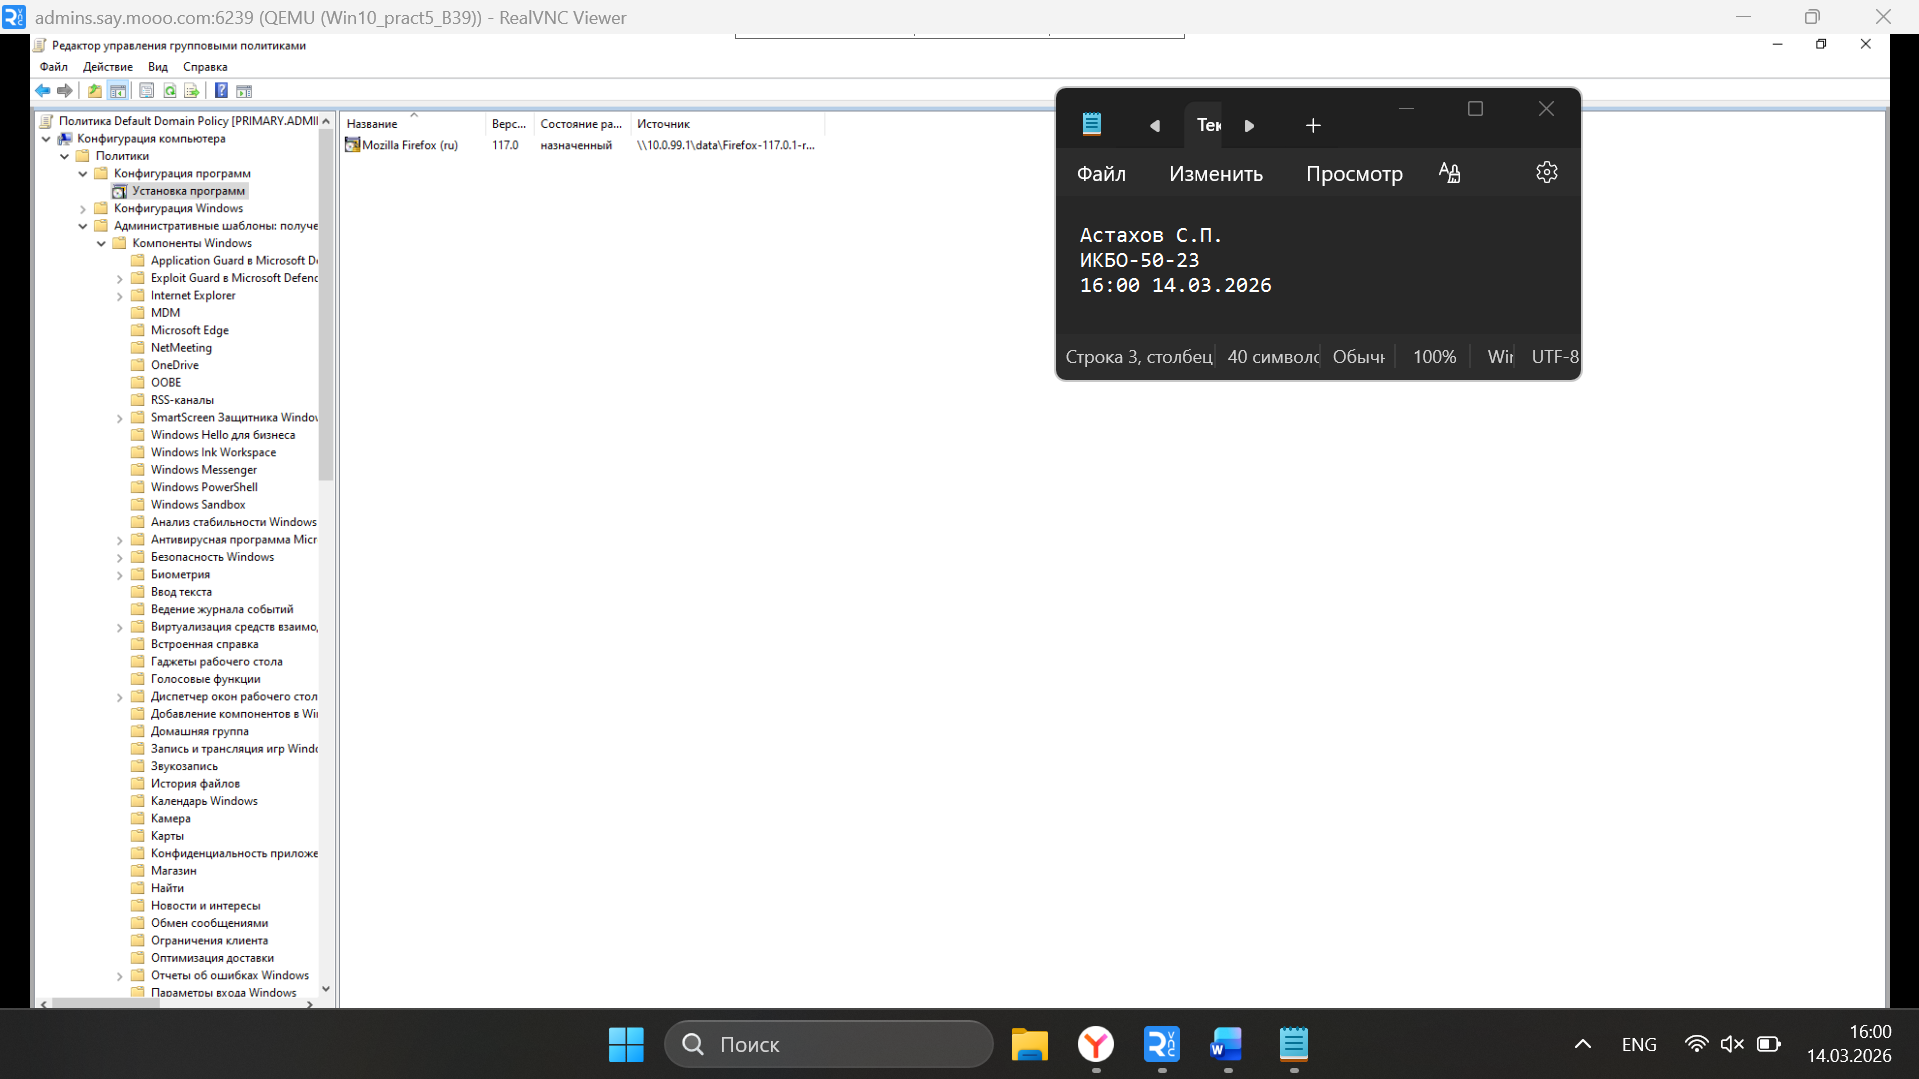 admins.say.mooo.com:6239 (QEMU (Win10_pract5_B39)) - RealVNC Viewer
Редактор управления групповыми политиками
Файл Действие Вид Справка
Политика Default Domain Policy [PRIMARY.ADMI
Конфигурация компьютера
Политики
Конфигурация программ
Установка программ
Конфигурация Windows
Административные шаблоны: получе
Компоненты Windows
Application Guard в Microsoft D
Exploit Guard в Microsoft Defenc
Internet Explorer
MDM
Microsoft Edge
NetMeeting
OneDrive
OOBE
RSS-каналы
SmartScreen Защитника Window
Windows Hello для бизнеса
Windows Ink Workspace
Windows Messenger
Windows PowerShell
Windows Sandbox
Анализ стабильности Windows
Антивирусная программа Micr
Безопасность Windows
Биометрия
Ввод текста
Ведение журнала событий
Виртуализация средств взаимо,
Встроенная справка
Гаджеты рабочего стола
Голосовые функции
Диспетчер окон рабочего стол
Добавление компонентов в Wi
Домашняя группа
Запись и трансляция игр Windo
Звукозапись
История файлов
Календарь Windows
Камера
Карты
Конфиденциальность приложе
Магазин
Найти
Новости и интересы
Обмен сообщениями
Ограничения клиента
Оптимизация доставки
Отчеты об ошибках Windows
Параметры входа Windows
Название Верс... Состояние ра... Источник
Mozilla Firefox (ru) 117.0 назначенный \\10.0.99.1\data\Firefox-117.0.1-r...
Тек
Файл Изменить Просмотр
Астахов С.П.
ИКБО-50-23
16:00 14.03.2026
Строка 3, столбец 40 символо Обычн 100% Wir UTF-8
Поиск
ENG
16:00
14.03.2026